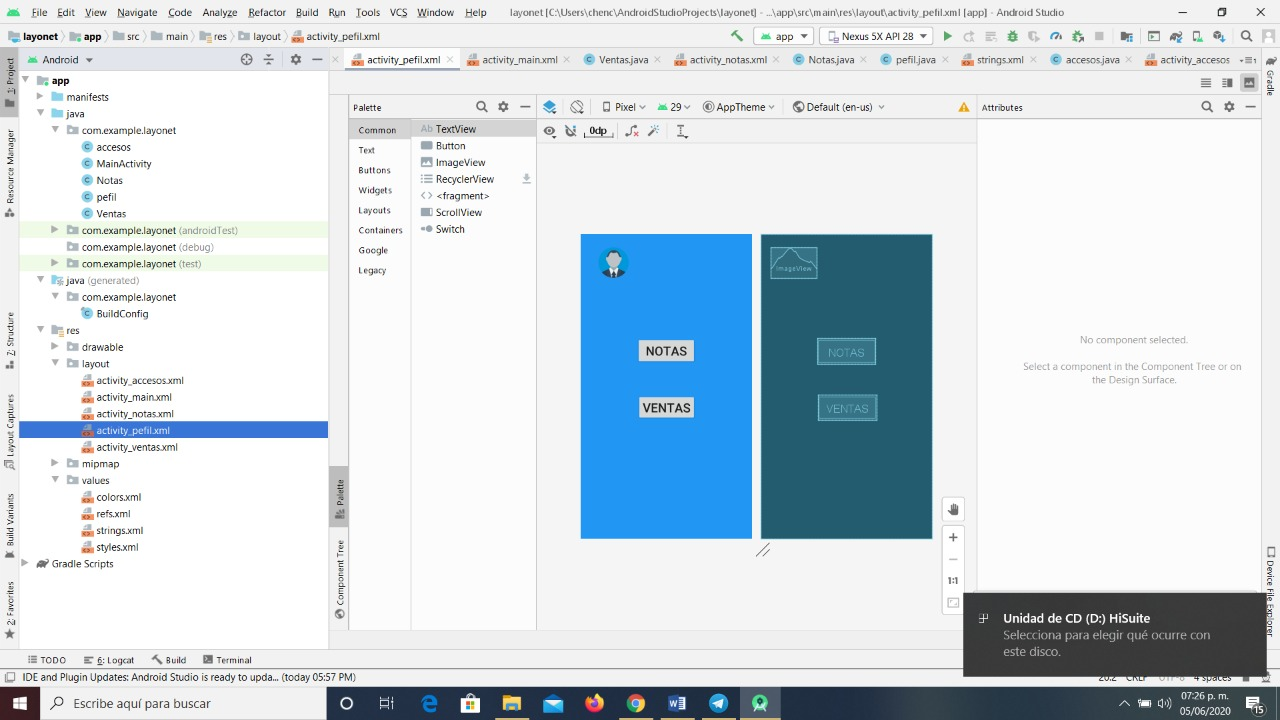 File Edit View Navigate Code Analyze Refactor Build Run Tools VCS Window Help layonet [C:\Users\cheno\AndroidStudioProjects\layonet] - ...\app\src\main\res\layout\activity_pefil.xml [app] - Android Studio
layonet app src main res layout activity_pefil.xml app Nexus 5X API 28
1: Project
Resource Manager
Z: Structure
Layout Captures
Build Variants
2: Favorites
Android
activity_pefil.xml activity_main.xml Ventas.java activity_notas.xml Notas.java pefil.java strings.xml accesos.java activity_accesos
app
manifests
java
com.example.layonet
accesos
MainActivity
Notas
pefil
Ventas
com.example.layonet (androidTest)
com.example.layonet (debug)
com.example.layonet (test)
java (generated)
com.example.layonet
BuildConfig
res
drawable
layout
activity_accesos.xml
activity_main.xml
activity_notas.xml
activity_pefil.xml
activity_ventas.xml
mipmap
values
colors.xml
refs.xml
strings.xml
styles.xml
Gradle Scripts
Palette
Component Tree
Palette
Common
Text
Buttons
Widgets
Layouts
Containers
Google
Legacy
Ab TextView
Button
ImageView
RecyclerView
<fragment>
ScrollView
Switch
Pixel 29 AppTheme Default (en-us)
0dp
NOTAS
VENTAS
ImageView
NOTAS
VENTAS
1:1
Attributes
No component selected.
Select a component in the Component Tree or on
the Design Surface.
Gradle
Device File Explorer
Unidad de CD (D:) HiSuite
Selecciona para elegir qué ocurre con
este disco.
TODO 6: Logcat Build Terminal
IDE and Plugin Updates: Android Studio is ready to upda... (today 05:57 PM) CRLF UTF-8 4 spaces
Escribe aquí para buscar
07:26 p. m.
05/06/2020
15